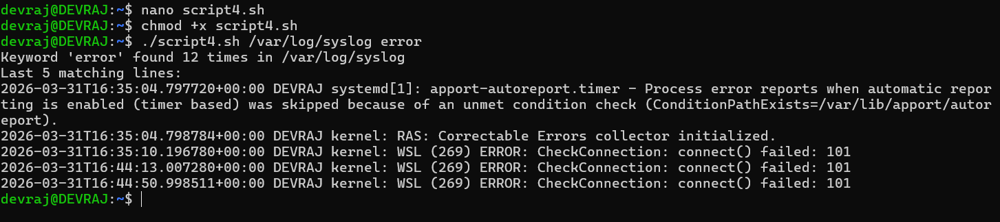 devraj@DEVRAJ:~$ nano script4.sh
devraj@DEVRAJ:~$ chmod +x script4.sh
devraj@DEVRAJ:~$ ./script4.sh /var/log/syslog error
Keyword 'error' found 12 times in /var/log/syslog
Last 5 matching lines:
2026-03-31T16:35:04.797720+00:00 DEVRAJ systemd[1]: apport-autoreport.timer - Process error reports when automatic repor
ting is enabled (timer based) was skipped because of an unmet condition check (ConditionPathExists=/var/lib/apport/autor
eport).
2026-03-31T16:35:04.798784+00:00 DEVRAJ kernel: RAS: Correctable Errors collector initialized.
2026-03-31T16:35:10.196780+00:00 DEVRAJ kernel: WSL (269) ERROR: CheckConnection: connect() failed: 101
2026-03-31T16:44:13.007280+00:00 DEVRAJ kernel: WSL (269) ERROR: CheckConnection: connect() failed: 101
2026-03-31T16:44:50.998511+00:00 DEVRAJ kernel: WSL (269) ERROR: CheckConnection: connect() failed: 101
devraj@DEVRAJ:~$